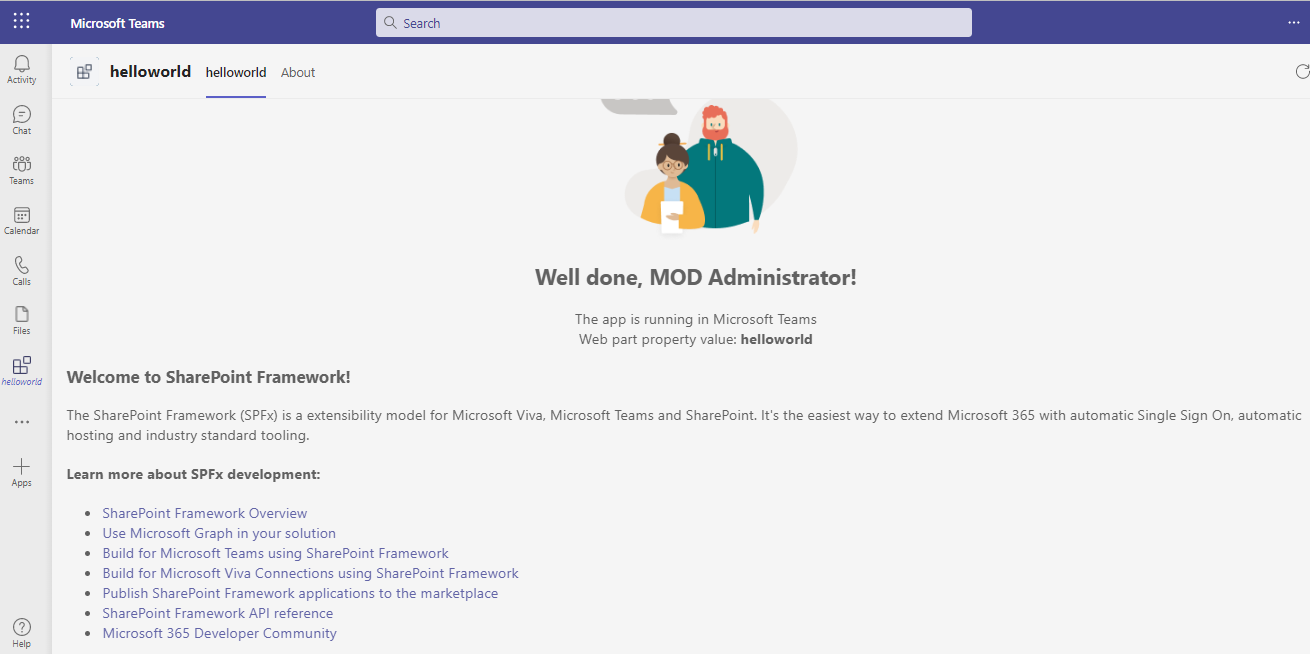 Microsoft Teams
Search
Activity
Chat
Teams
Calendar
Calls
Files
helloworld
Apps
Help
helloworld
helloworld
About
Well done, MOD Administrator!
The app is running in Microsoft Teams
Web part property value: helloworld
Welcome to SharePoint Framework!
The SharePoint Framework (SPFx) is a extensibility model for Microsoft Viva, Microsoft Teams and SharePoint. It's the easiest way to extend Microsoft 365 with automatic Single Sign On, automatic
hosting and industry standard tooling.
Learn more about SPFx development:
SharePoint Framework Overview
Use Microsoft Graph in your solution
Build for Microsoft Teams using SharePoint Framework
Build for Microsoft Viva Connections using SharePoint Framework
Publish SharePoint Framework applications to the marketplace
SharePoint Framework API reference
Microsoft 365 Developer Community